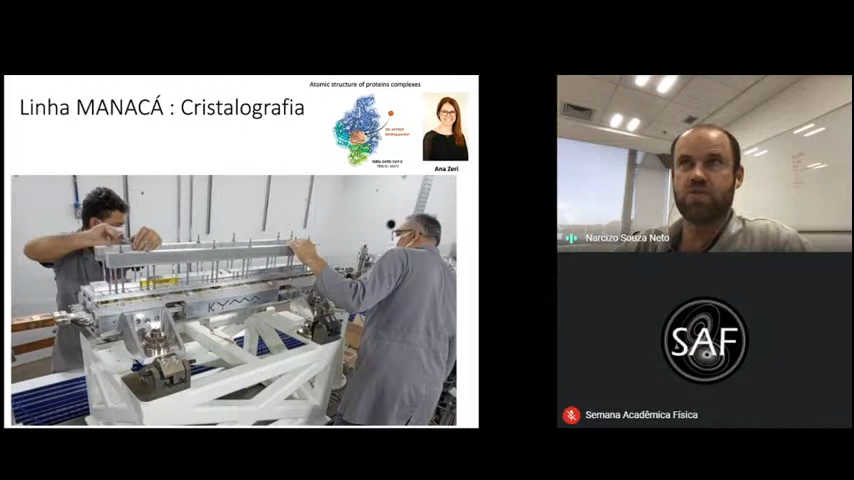 Atomic structure of proteins complexes
Linha MANACÁ : Cristalografia
Ana Zeri
KYMA
Narcizo Souza Neto
SAF
Semana Acadêmica Física